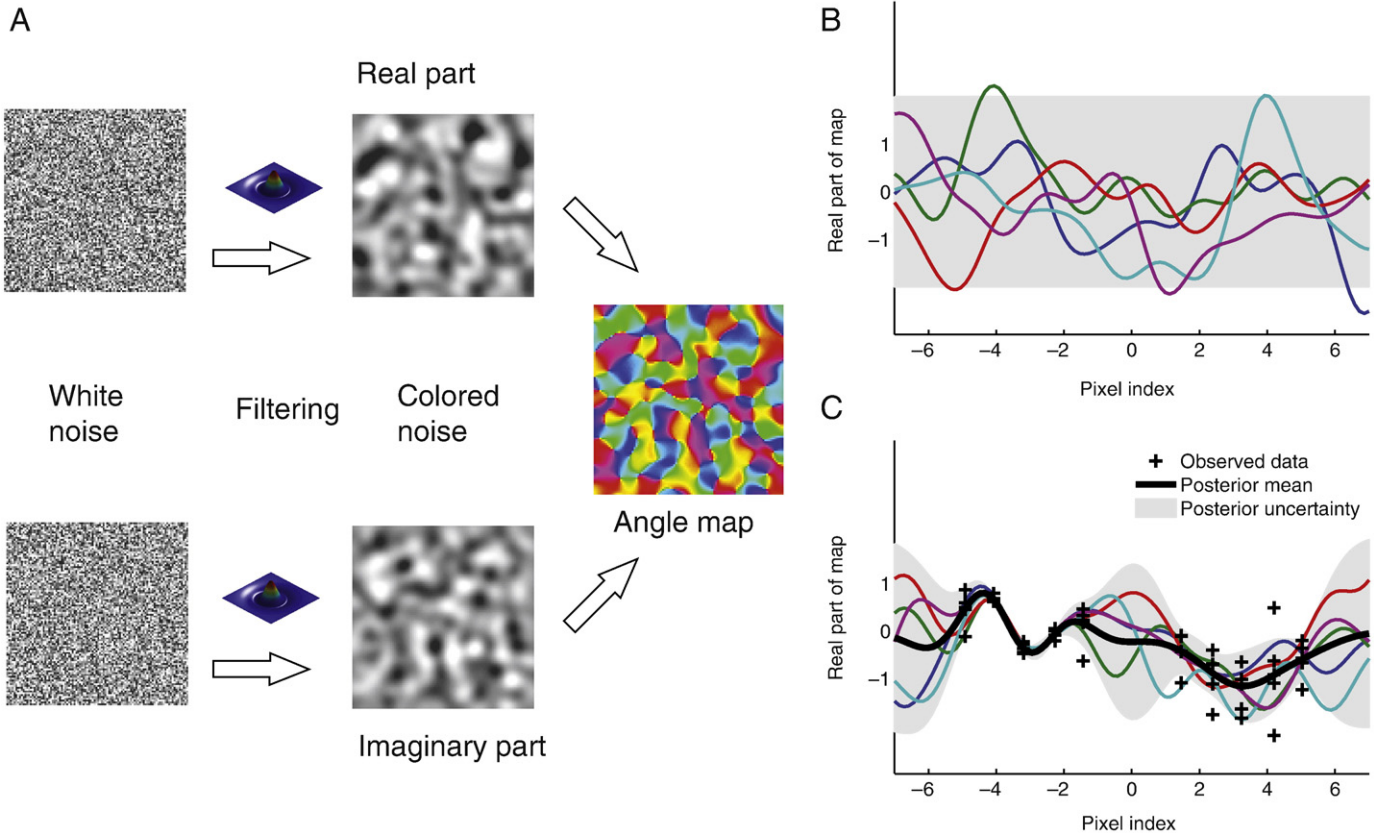 A
Real part
White
noise
Filtering
Colored
noise
Angle map
Imaginary part
B
Real part of map
1
0
−1
−6 −4 −2 0 2 4 6
Pixel index
C
Observed data
Posterior mean
Posterior uncertainty
Real part of map
1
0
−1
−6 −4 −2 0 2 4 6
Pixel index